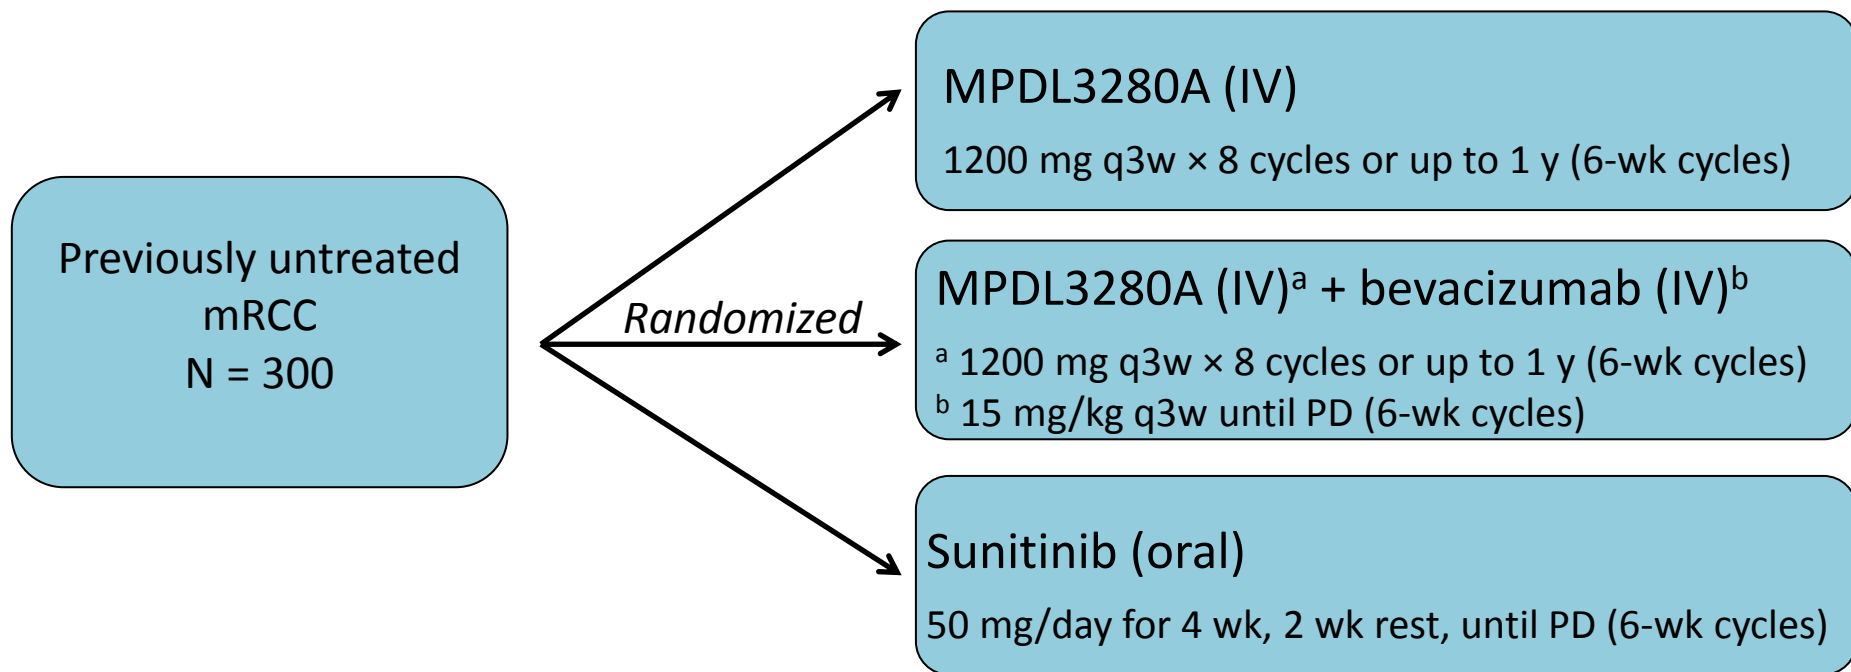 Previously untreated
mRCC
N = 300
Randomized
MPDL3280A (IV)
1200 mg q3w × 8 cycles or up to 1 y (6-wk cycles)
MPDL3280A (IV)ᵃ + bevacizumab (IV)ᵇ
ᵃ 1200 mg q3w × 8 cycles or up to 1 y (6-wk cycles)
ᵇ 15 mg/kg q3w until PD (6-wk cycles)
Sunitinib (oral)
50 mg/day for 4 wk, 2 wk rest, until PD (6-wk cycles)